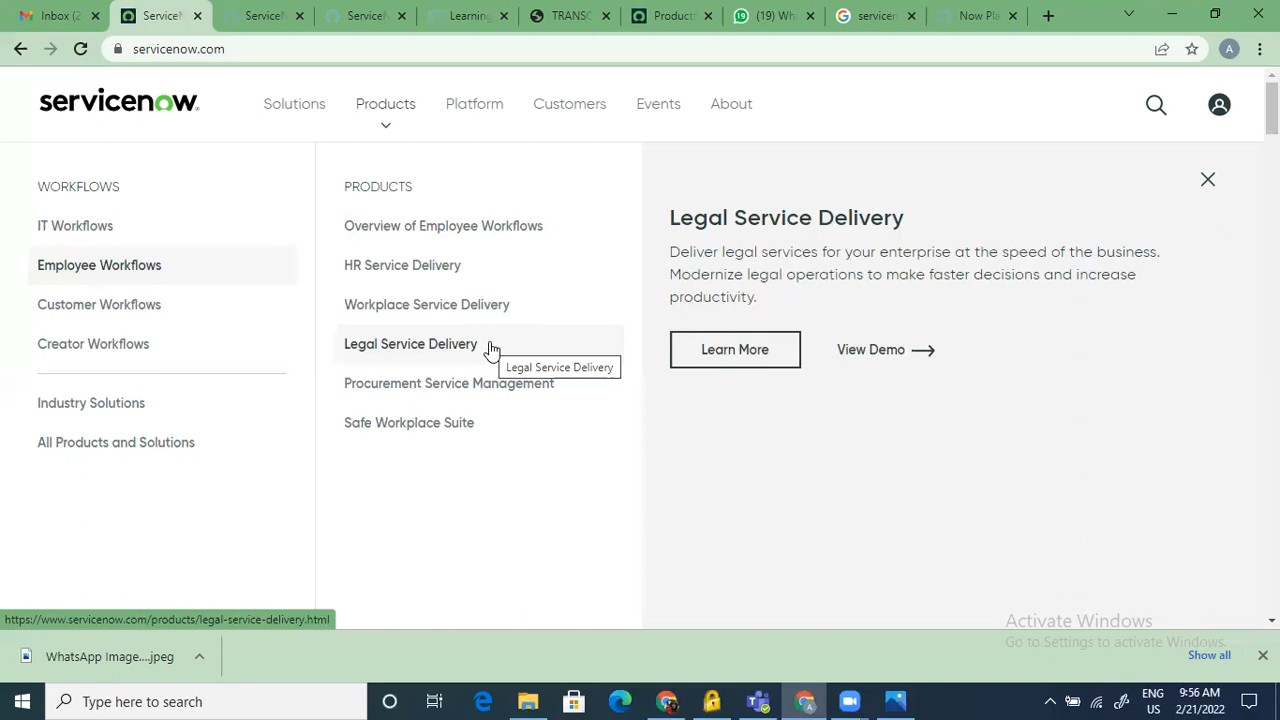 Inbox (2
ServiceN
ServiceN
ServiceN
Learning
TRANSC
Product
(19) Wha
servicen
Now Pla
servicenow.com
A
servicenow
Solutions
Products
Platform
Customers
Events
About
WORKFLOWS
IT Workflows
Employee Workflows
Customer Workflows
Creator Workflows
Industry Solutions
All Products and Solutions
PRODUCTS
Overview of Employee Workflows
HR Service Delivery
Workplace Service Delivery
Legal Service Delivery
Legal Service Delivery
Procurement Service Management
Safe Workplace Suite
Legal Service Delivery
Deliver legal services for your enterprise at the speed of the business.
Modernize legal operations to make faster decisions and increase
productivity.
Learn More
View Demo
https://www.servicenow.com/products/legal-service-delivery.html
Activate Windows
Go to Settings to activate Windows.
WhatsApp Image....jpeg
Show all
Type here to search
ENG
US
9:56 AM
2/21/2022